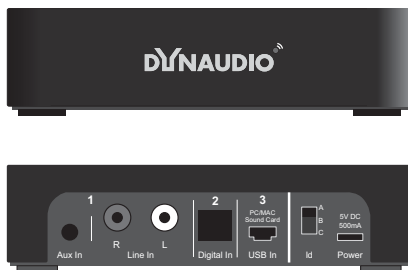 DYNAUDIO
1 2 3
PC/MAC
Sound Card
A
B
C
5V DC
500mA
R L
Aux In Line In Digital In USB In Id Power